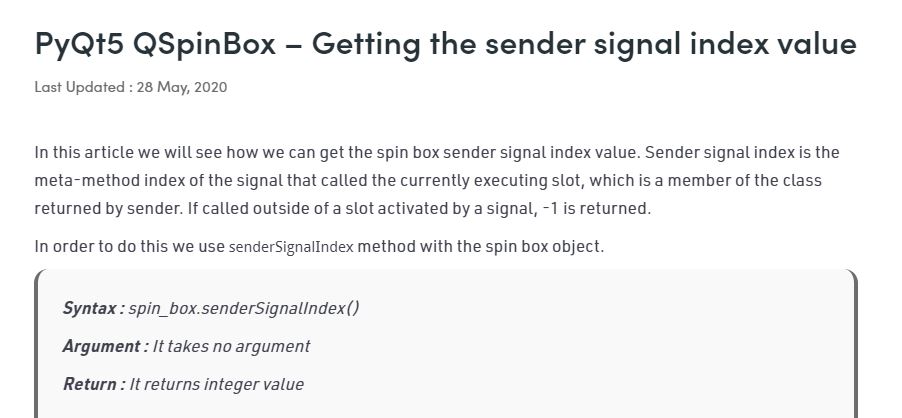 PyQt5 QSpinBox – Getting the sender signal index value
Last Updated : 28 May, 2020
In this article we will see how we can get the spin box sender signal index value. Sender signal index is the
meta-method index of the signal that called the currently executing slot, which is a member of the class
returned by sender. If called outside of a slot activated by a signal, -1 is returned.
In order to do this we use senderSignalIndex method with the spin box object.
Syntax : spin_box.senderSignalIndex()
Argument : It takes no argument
Return : It returns integer value